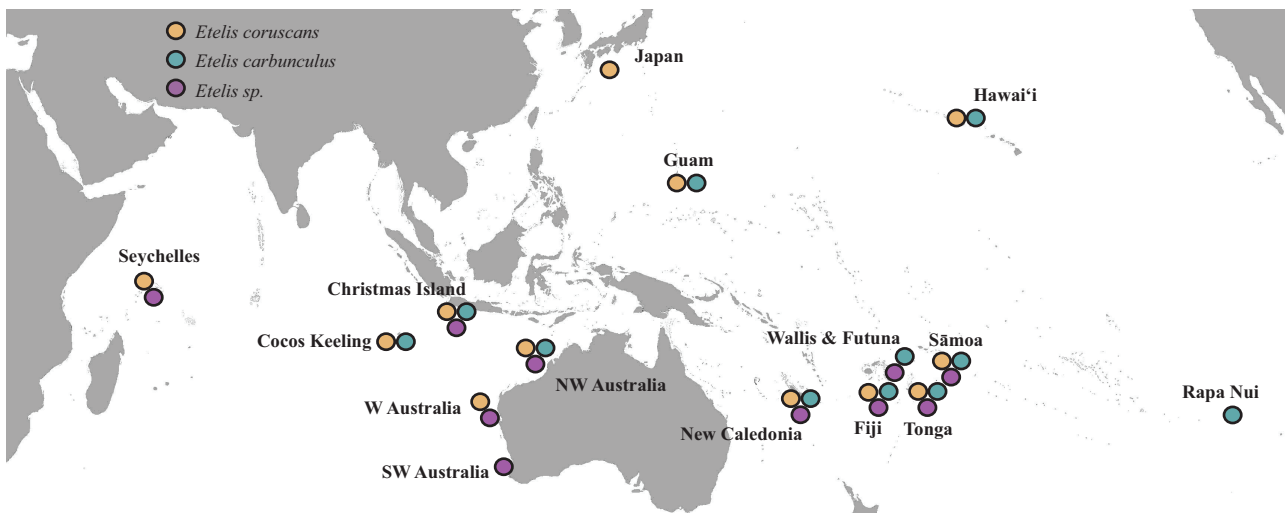 Etelis coruscans
Etelis carbunculus
Etelis sp.
Japan
Hawai‘i
Guam
Seychelles
Christmas Island
Cocos Keeling
Wallis & Futuna
Sāmoa
NW Australia
W Australia
Rapa Nui
New Caledonia
Fiji
Tonga
SW Australia